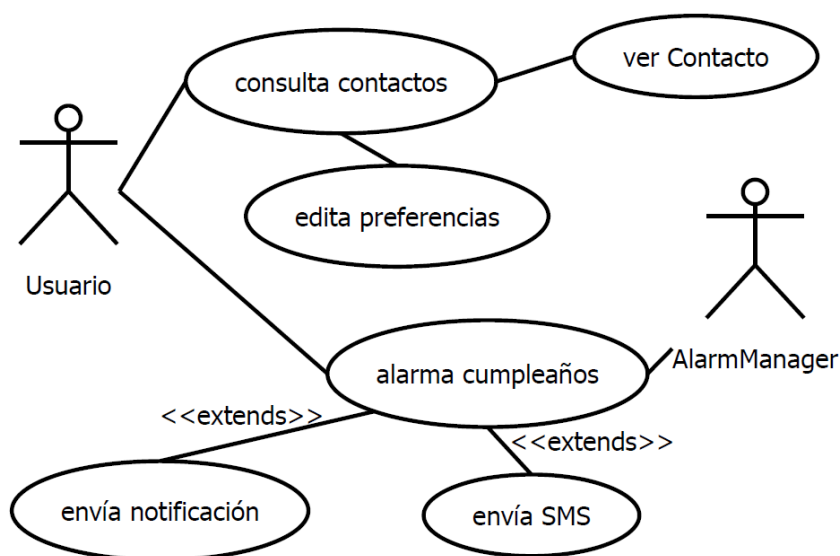 ver Contacto
consulta contactos
edita preferencias
Usuario
AlarmManager
alarma cumpleaños
<<extends>>
<<extends>>
envía notificación
envía SMS